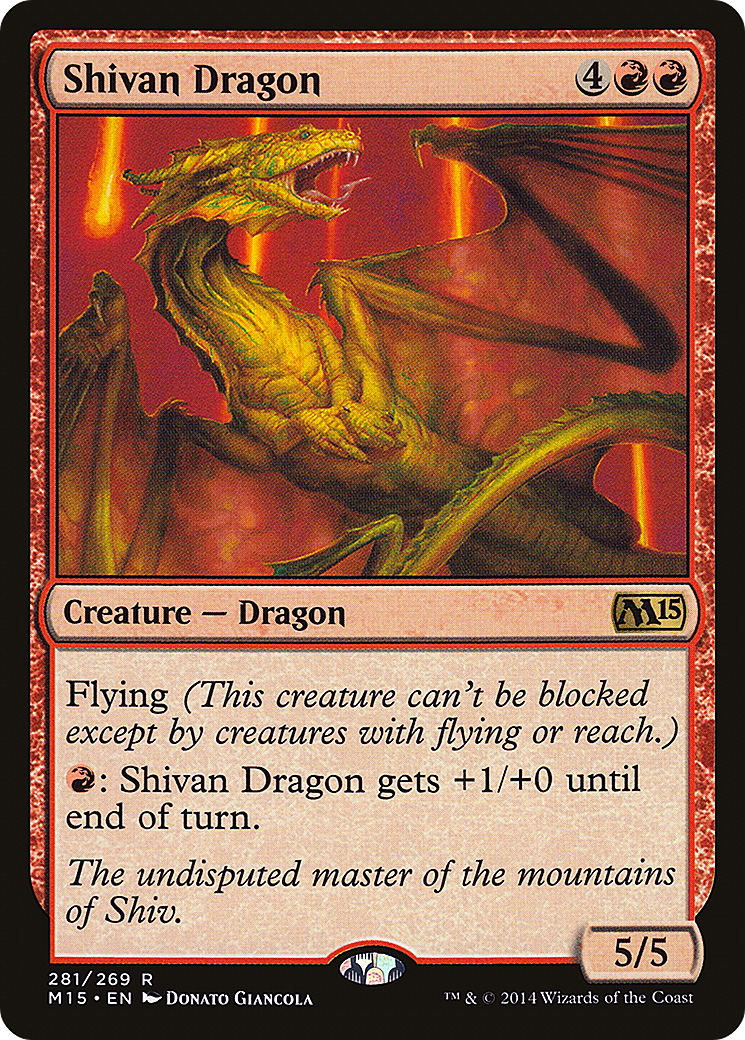 Shivan Dragon 4
Creature — Dragon M15
Flying (This creature can't be blocked
except by creatures with flying or reach.)
: Shivan Dragon gets +1/+0 until
end of turn.
The undisputed master of the mountains
of Shiv.
5/5
281/269 R
M15 • EN Donato Giancola ™ & © 2014 Wizards of the Coast